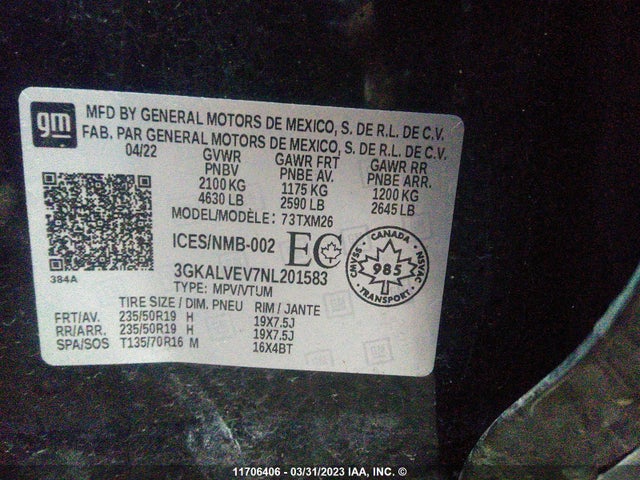 gm
MFD BY GENERAL MOTORS DE MEXICO, S. DE R.L. DE C.V.
FAB. PAR GENERAL MOTORS DE MEXICO, S. DE R.L. DE C.V.
04/22 GVWR GAWR FRT GAWR RR
PNBV PNBE AV. PNBE ARR.
2100 KG 1175 KG 1200 KG
4630 LB 2590 LB 2645 LB
MODEL/MODÈLE: 73TXM26
ICES/NMB-002 EC
CANADA
CMVSS 985 NSVAC
TRANSPORT
384A
3GKALVEV7NL201583
TYPE: MPV/VTUM
TIRE SIZE / DIM. PNEU RIM / JANTE
FRT/AV. 235/50R19 H 19X7.5J
RR/ARR. 235/50R19 H 19X7.5J
SPA/SOS T135/70R16 M 16X4BT
11706406 - 03/31/2023 IAA, INC. ©